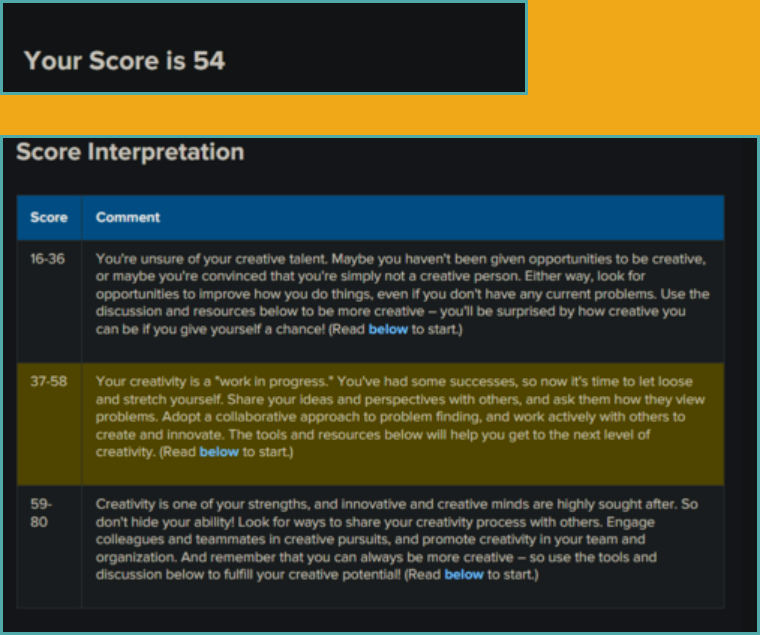 Your Score is 54
Score Interpretation
Score Comment
16-36 You're unsure of your creative talent. Maybe you haven't been given opportunities to be creative,
or maybe you're convinced that you're simply not a creative person. Either way, look for
opportunities to improve how you do things, even if you don't have any current problems. Use the
discussion and resources below to be more creative – you'll be surprised by how creative you
can be if you give yourself a chance! (Read below to start.)
37-58 Your creativity is a "work in progress." You've had some successes, so now it's time to let loose
and stretch yourself. Share your ideas and perspectives with others, and ask them how they view
problems. Adopt a collaborative approach to problem finding, and work actively with others to
create and innovate. The tools and resources below will help you get to the next level of
creativity. (Read below to start.)
59- Creativity is one of your strengths, and innovative and creative minds are highly sought after. So
80 don't hide your ability! Look for ways to share your creativity process with others. Engage
colleagues and teammates in creative pursuits, and promote creativity in your team and
organization. And remember that you can always be more creative – so use the tools and
discussion below to fulfill your creative potential! (Read below to start.)